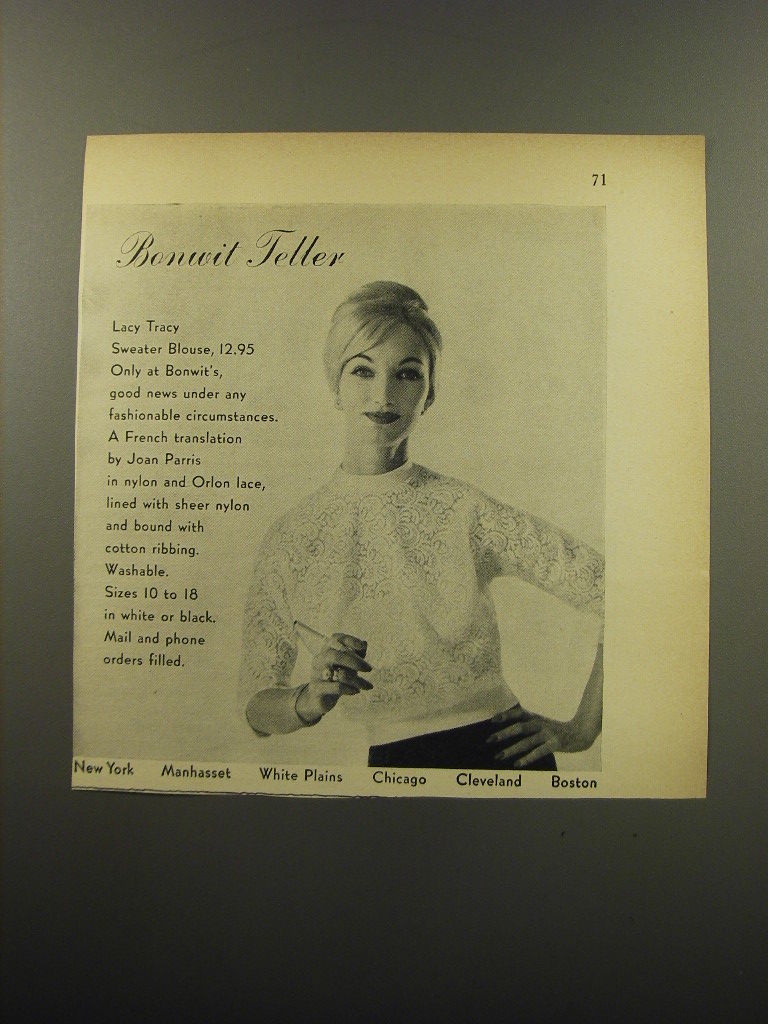 71
Bonwit Teller
Lacy Tracy
Sweater Blouse, 12.95
Only at Bonwit's,
good news under any
fashionable circumstances.
A French translation
by Joan Parris
in nylon and Orlon lace,
lined with sheer nylon
and bound with
cotton ribbing.
Washable.
Sizes 10 to 18
in white or black.
Mail and phone
orders filled.
New York Manhasset White Plains Chicago Cleveland Boston